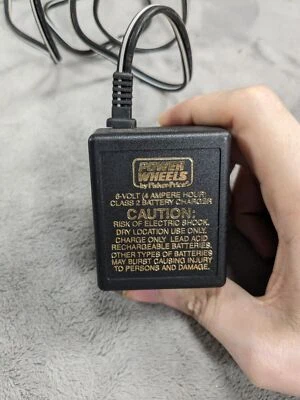 POWER
WHEELS
by Fisher-Price
6-VOLT (4 AMPERE HOUR)
CLASS 2 BATTERY CHARGER
CAUTION:
RISK OF ELECTRIC SHOCK.
DRY LOCATION USE ONLY.
CHARGE ONLY LEAD ACID
RECHARGEABLE BATTERIES.
OTHER TYPES OF BATTERIES
MAY BURST CAUSING INJURY
TO PERSONS AND DAMAGE.